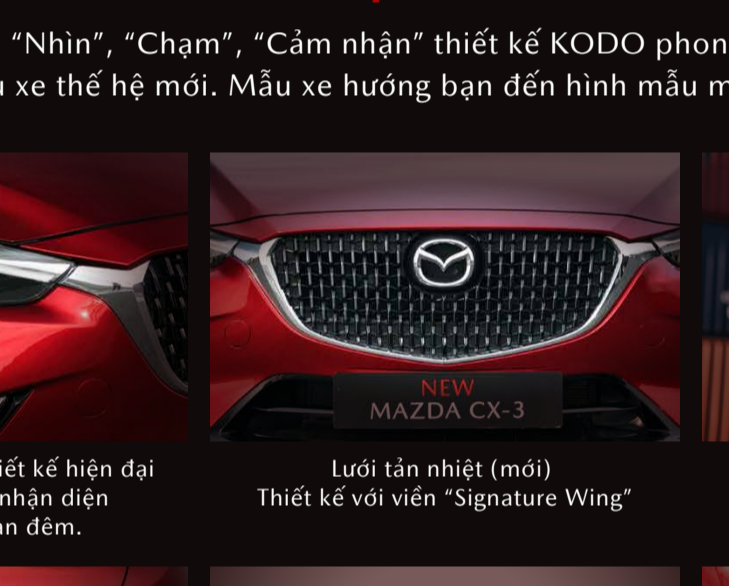 “Nhìn”, “Chạm”, “Cảm nhận” thiết kế KODO phon
xe thế hệ mới. Mẫu xe hướng bạn đến hình mẫu m
iết kế hiện đại
nhận diện
an đêm.
NEW
MAZDA CX-3
Lưới tản nhiệt (mới)
Thiết kế với viền “Signature Wing”